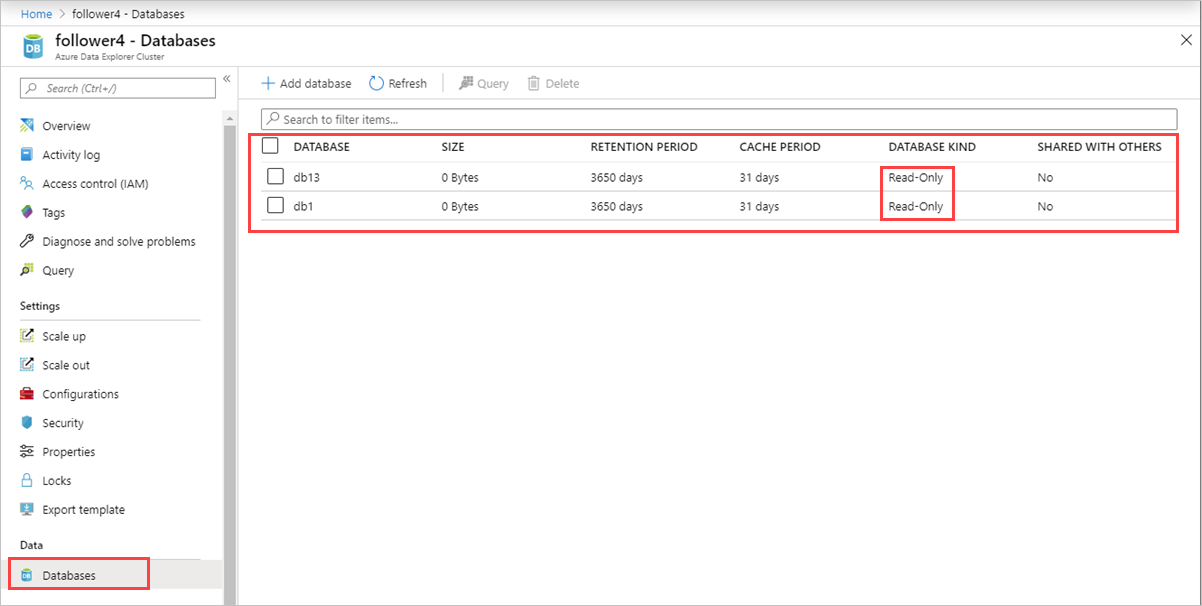 Home > follower4 - Databases
DB
follower4 - Databases
Azure Data Explorer Cluster
Search (Ctrl+/)
Overview
Activity log
Access control (IAM)
Tags
Diagnose and solve problems
Query
Settings
Scale up
Scale out
Configurations
Security
Properties
Locks
Export template
Data
DB
Databases
Add database Refresh Query Delete
Search to filter items...
DATABASE SIZE RETENTION PERIOD CACHE PERIOD DATABASE KIND SHARED WITH OTHERS
db13 0 Bytes 3650 days 31 days Read-Only No
db1 0 Bytes 3650 days 31 days Read-Only No